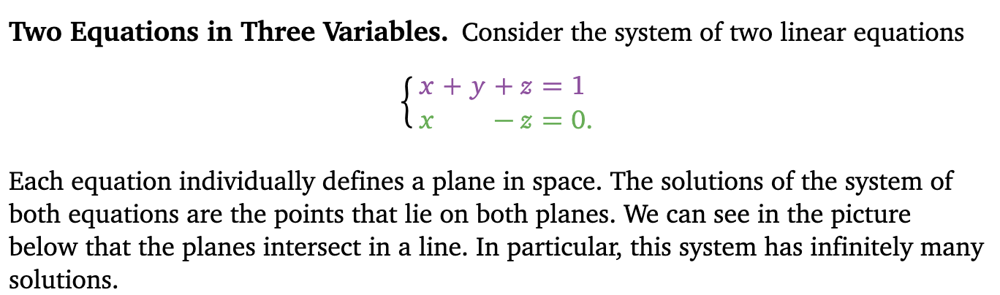 Two Equations in Three Variables. Consider the system of two linear equations
x + y + z = 1
x − z = 0.
Each equation individually defines a plane in space. The solutions of the system of
both equations are the points that lie on both planes. We can see in the picture
below that the planes intersect in a line. In particular, this system has infinitely many
solutions.